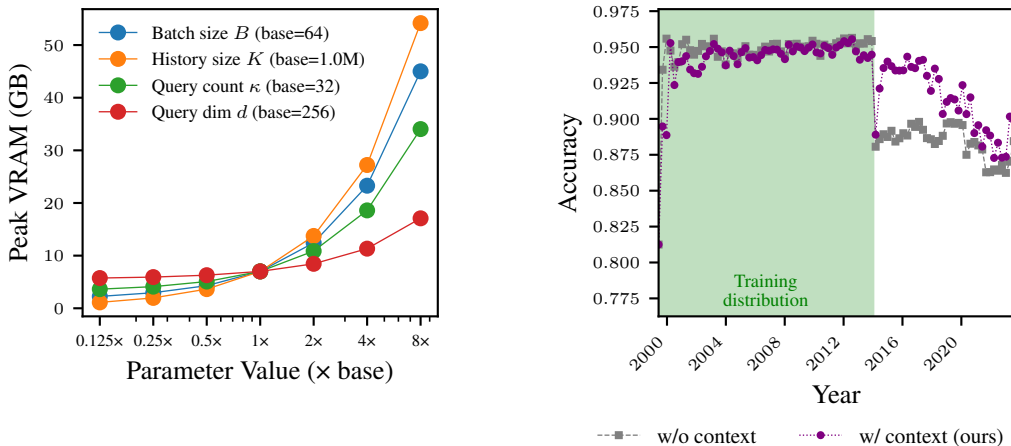 Peak VRAM (GB)
50
40
30
20
10
0
Batch size B (base=64)
History size K (base=1.0M)
Query count κ (base=32)
Query dim d (base=256)
0.125× 0.25× 0.5× 1× 2× 4× 8×
Parameter Value (× base)
Accuracy
0.950
0.925
0.900
0.875
0.850
0.825
0.800
0.775
Training
distribution
2000 2004 2008 2012 2016 2020
Year
w/o context w/ context (ours)